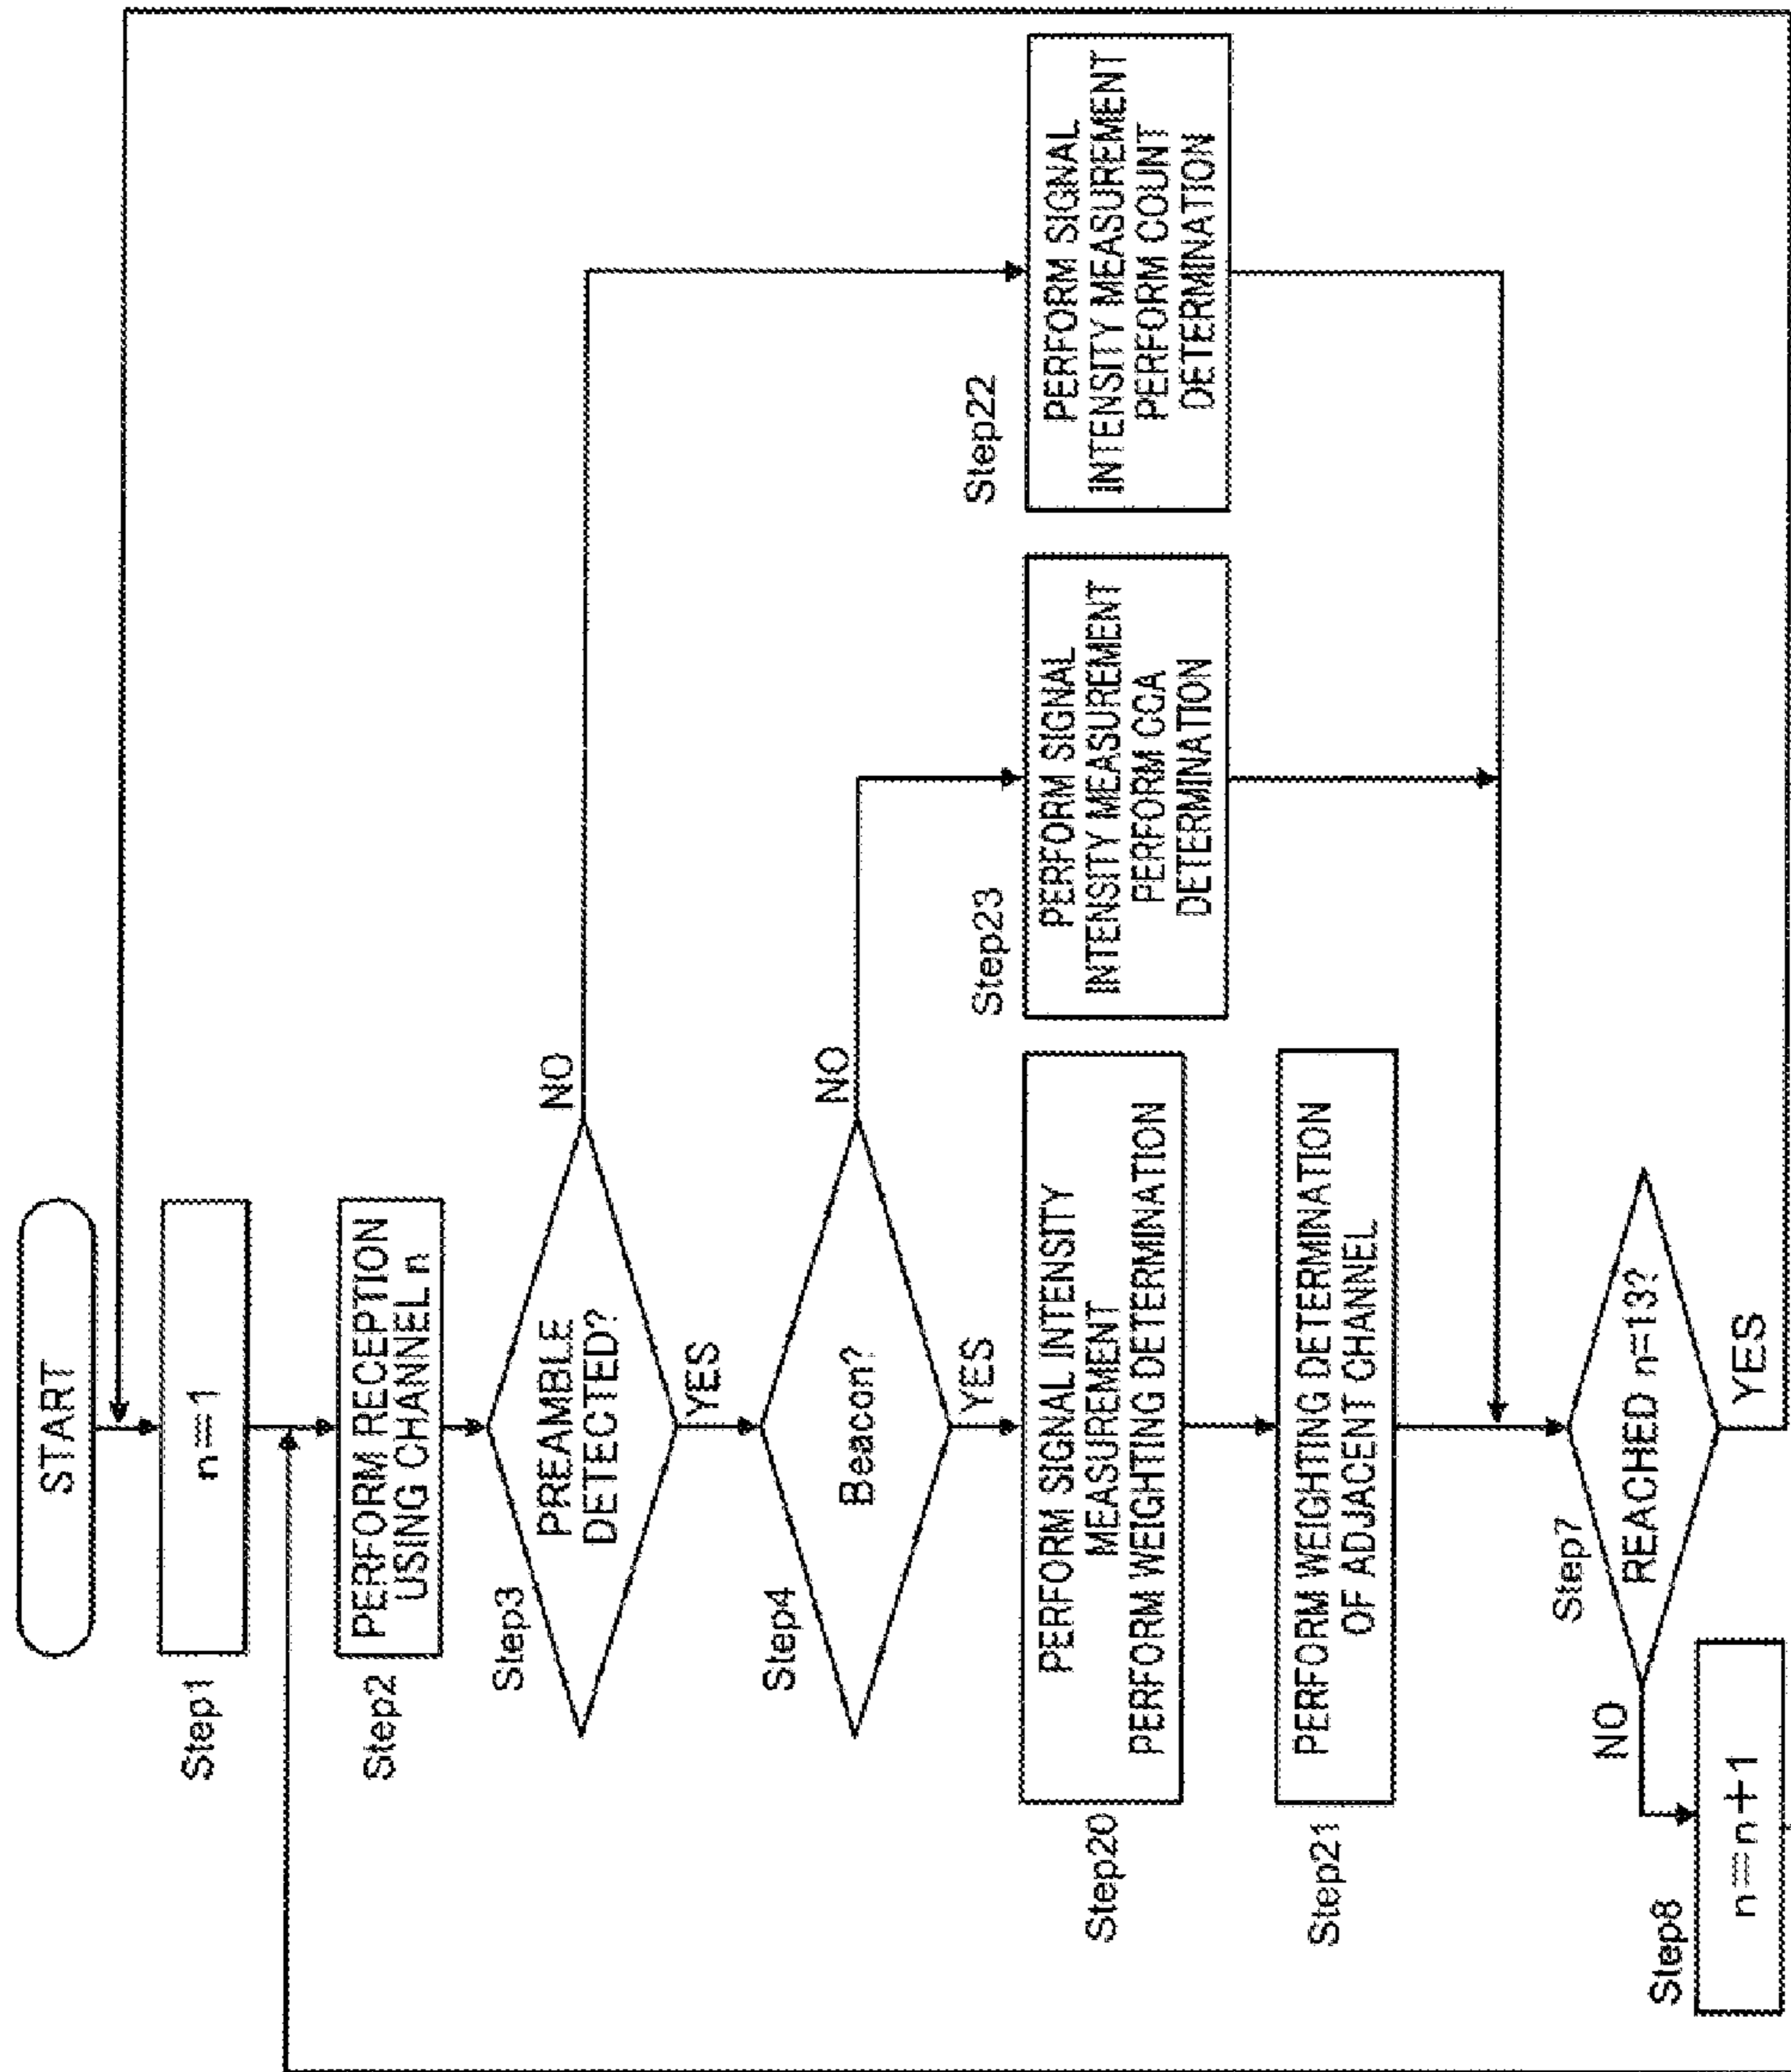 START
Step1
n=1
Step2
PERFORM RECEPTION
USING CHANNEL n
Step3
PREAMBLE
DETECTED?
NO
YES
Step4
Beacon?
NO
YES
Step20
PERFORM SIGNAL INTENSITY
MEASUREMENT
PERFORM WEIGHTING DETERMINATION
Step23
PERFORM SIGNAL
INTENSITY MEASUREMENT
PERFORM CCA
DETERMINATION
Step22
PERFORM SIGNAL
INTENSITY MEASUREMENT
PERFORM COUNT
DETERMINATION
Step21
PERFORM WEIGHTING DETERMINATION
OF ADJACENT CHANNEL
Step7
REACHED n=13?
NO
YES
Step8
n=n+1